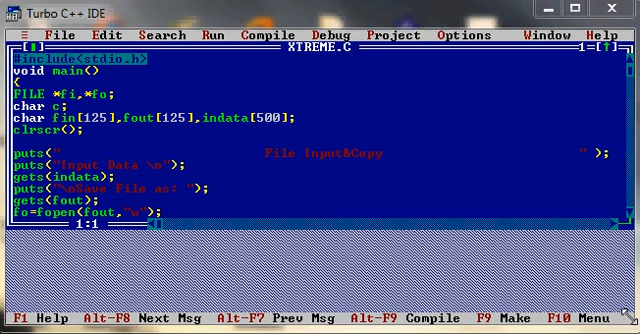 Turbo C++ IDE
≡ File Edit Search Run Compile Debug Project Options Window Help
[■] XTREME.C 1=[↑]
#include<stdio.h>
void main()
{
FILE *fi,*fo;
char c;
char fin[125],fout[125],indata[500];
clrscr();
puts(" File Input&Copy " );
puts("Input Data \n");
gets(indata);
puts("\nSave File as: ");
gets(fout);
fo=fopen(fout,"w");
1:1
F1 Help Alt-F8 Next Msg Alt-F7 Prev Msg Alt-F9 Compile F9 Make F10 Menu